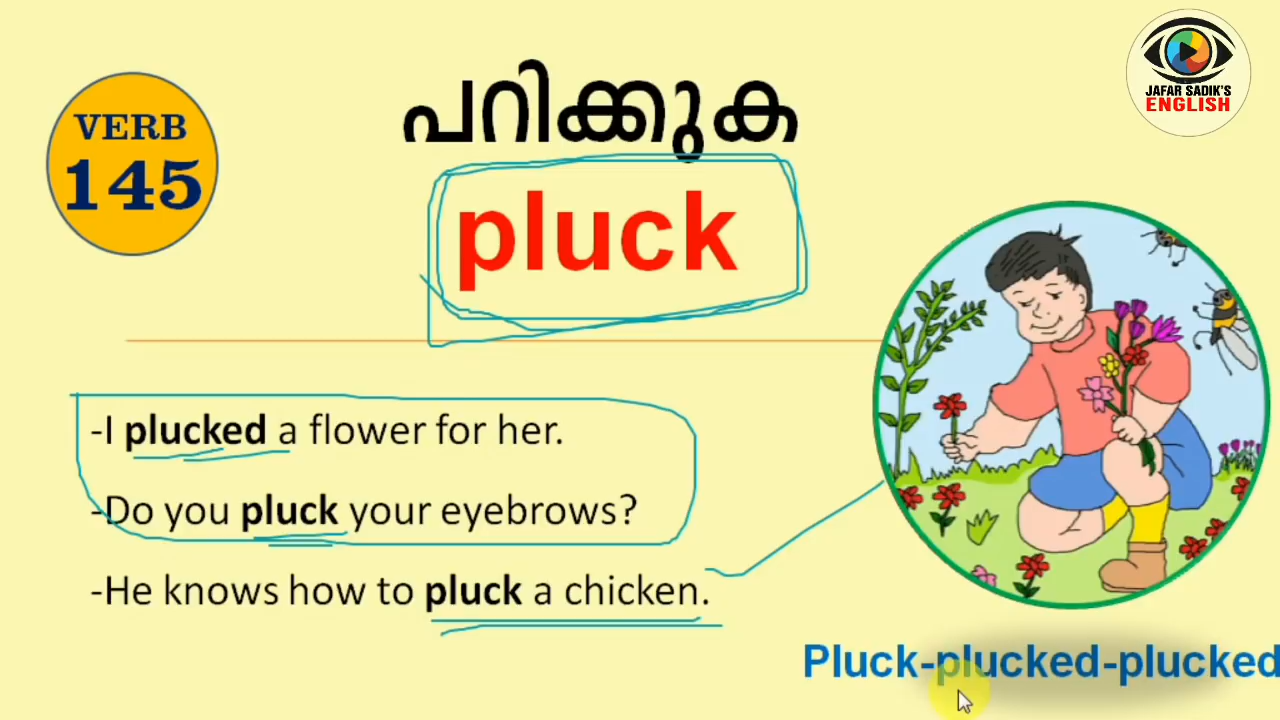 VERB
145
പറിക്കുക
pluck
JAFAR SADIK'S
ENGLISH
-I plucked a flower for her.
-Do you pluck your eyebrows?
-He knows how to pluck a chicken.
Pluck-plucked-plucked